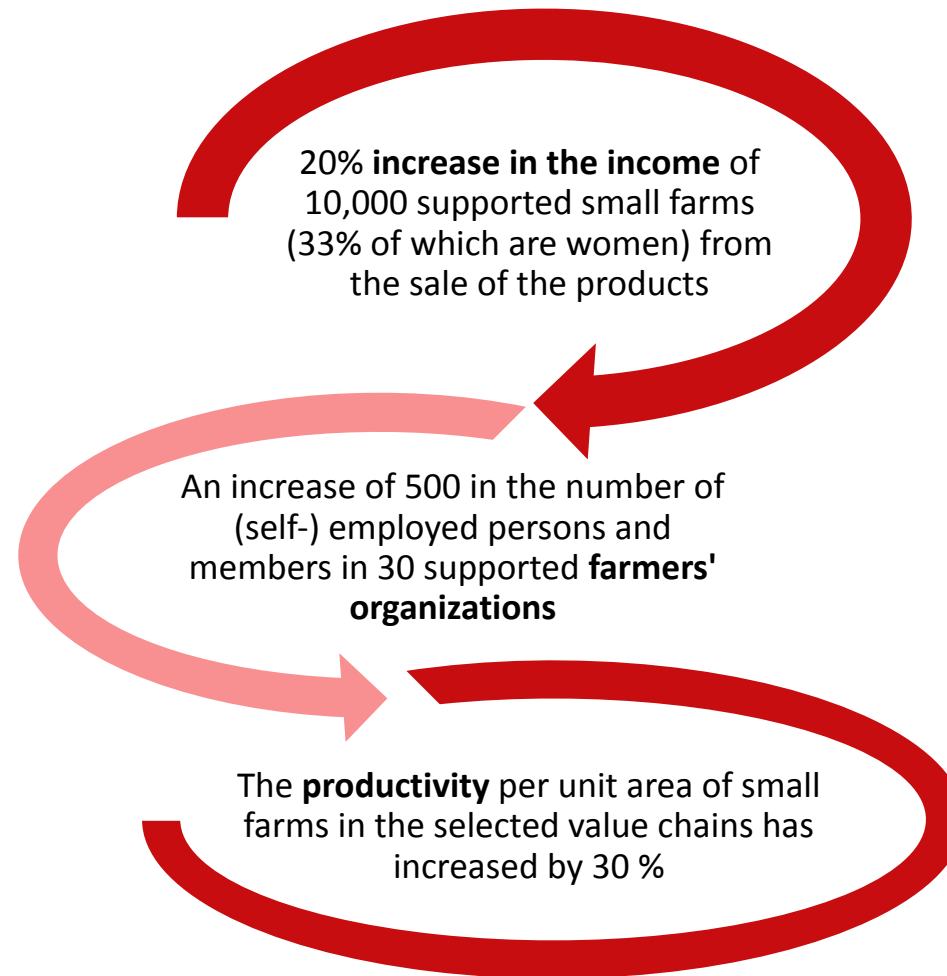 20% increase in the income of
10,000 supported small farms
(33% of which are women) from
the sale of the products
An increase of 500 in the number of
(self-) employed persons and
members in 30 supported farmers'
organizations
The productivity per unit area of small
farms in the selected value chains has
increased by 30 %